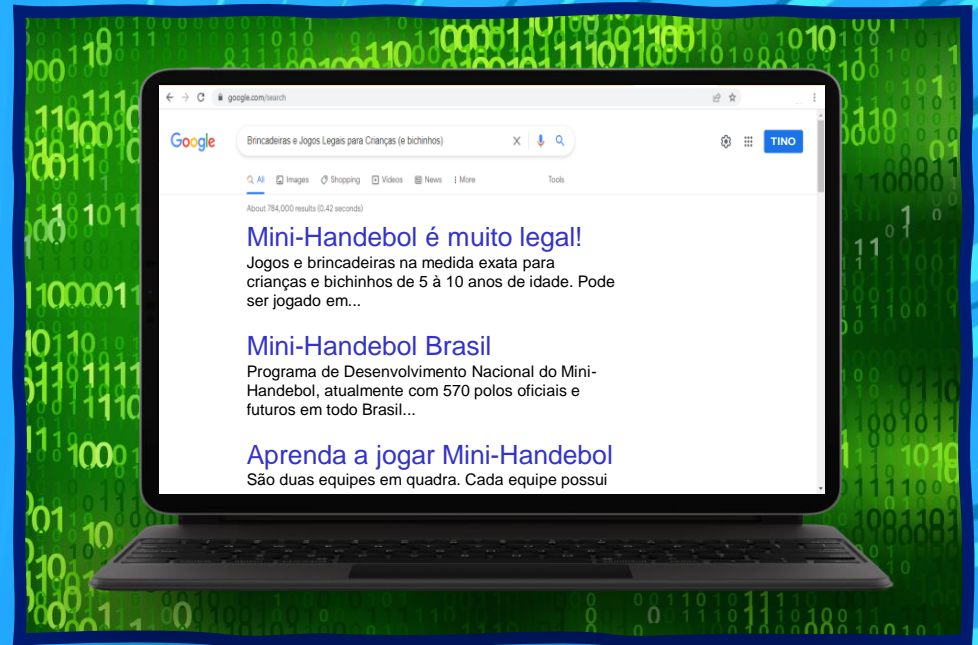 google.com/search
Google
Brincadeiras e Jogos Legais para Crianças (e bichinhos)
TINO
All Images Shopping Videos News More Tools
About 784,000 results (0.42 seconds)
Mini-Handebol é muito legal!
Jogos e brincadeiras na medida exata para
crianças e bichinhos de 5 à 10 anos de idade. Pode
ser jogado em...
Mini-Handebol Brasil
Programa de Desenvolvimento Nacional do Mini-
Handebol, atualmente com 570 polos oficiais e
futuros em todo Brasil...
Aprenda a jogar Mini-Handebol
São duas equipes em quadra. Cada equipe possui